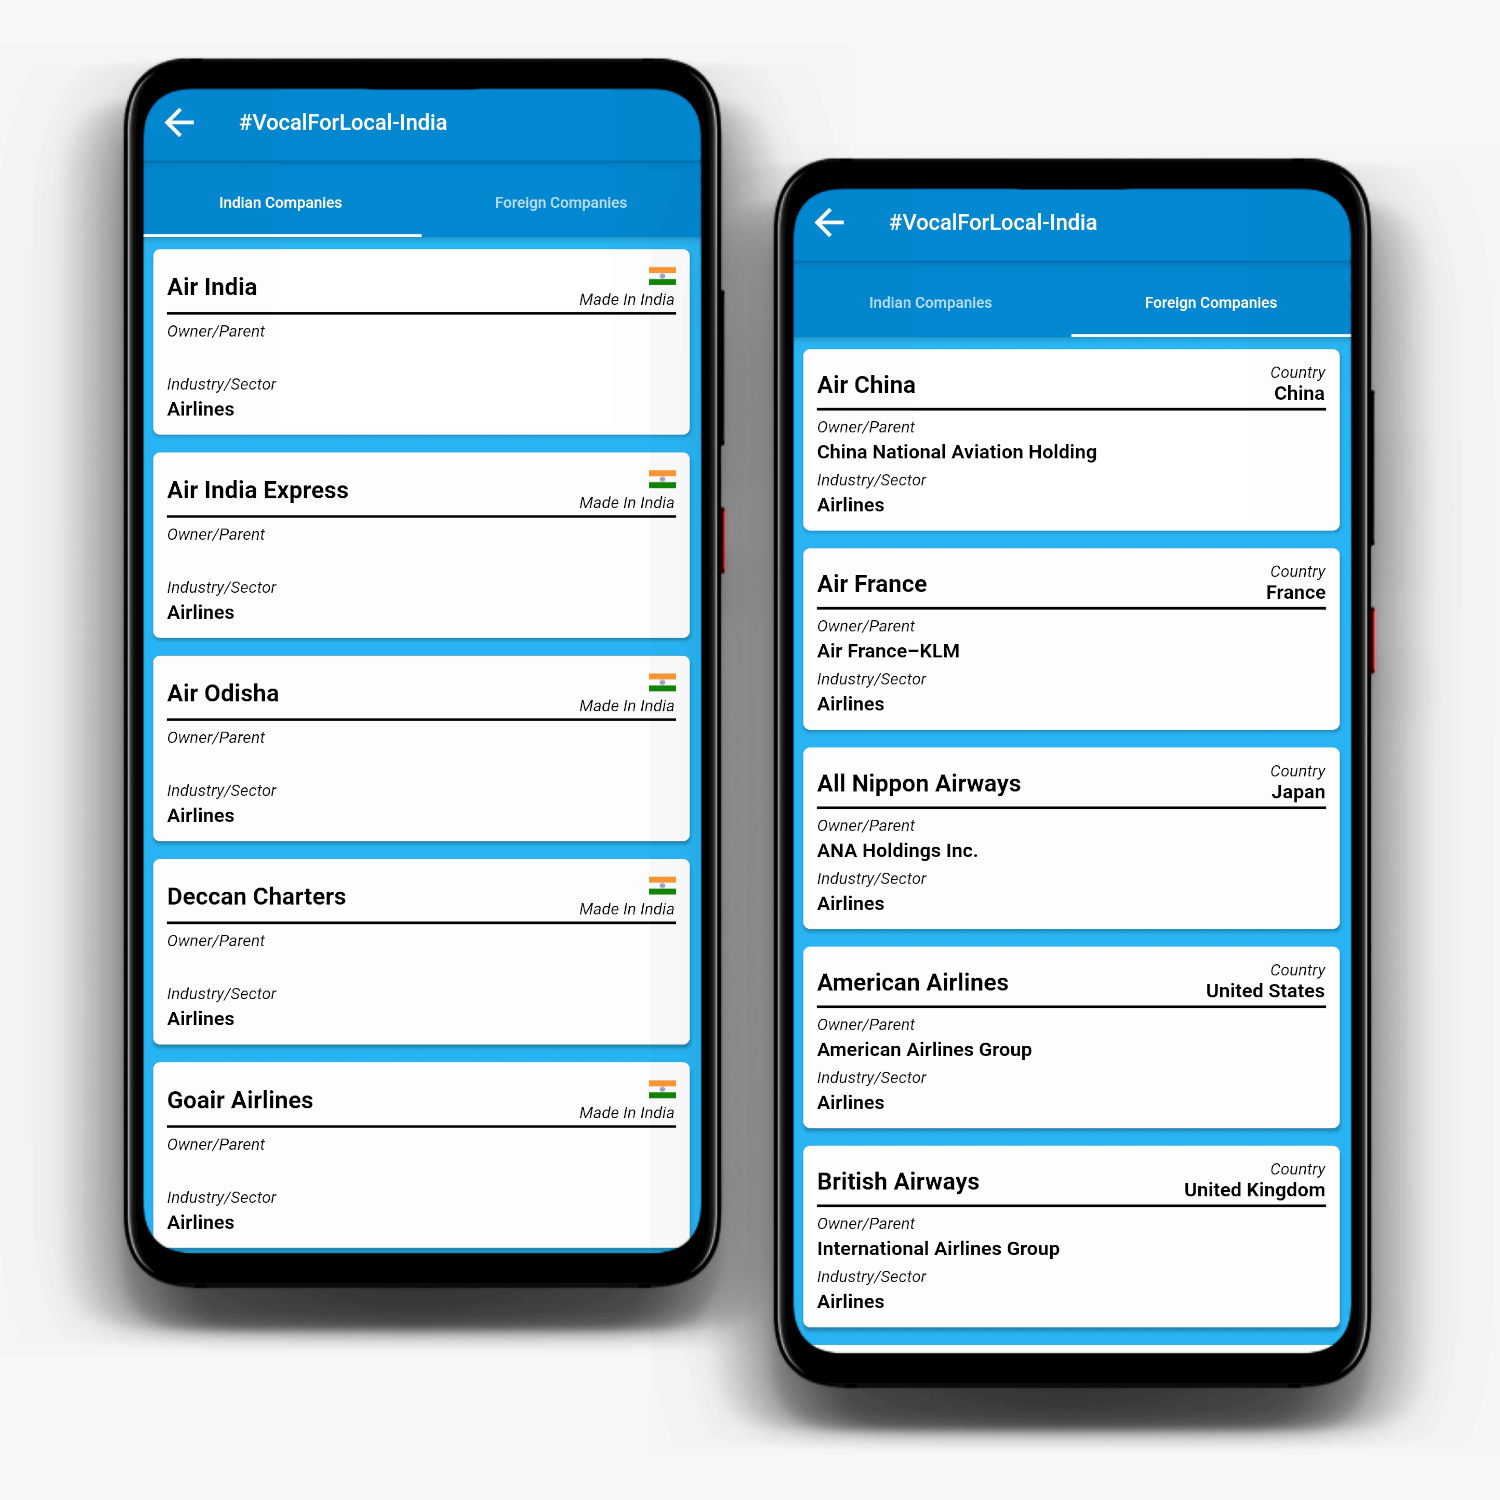 #VocalForLocal-India
Indian Companies
Foreign Companies
Air India
Made In India
Owner/Parent
Industry/Sector
Airlines
Air India Express
Made In India
Owner/Parent
Industry/Sector
Airlines
Air Odisha
Made In India
Owner/Parent
Industry/Sector
Airlines
Deccan Charters
Made In India
Owner/Parent
Industry/Sector
Airlines
Goair Airlines
Made In India
Owner/Parent
Industry/Sector
Airlines
#VocalForLocal-India
Indian Companies
Foreign Companies
Air China
Country
China
Owner/Parent
China National Aviation Holding
Industry/Sector
Airlines
Air France
Country
France
Owner/Parent
Air France–KLM
Industry/Sector
Airlines
All Nippon Airways
Country
Japan
Owner/Parent
ANA Holdings Inc.
Industry/Sector
Airlines
American Airlines
Country
United States
Owner/Parent
American Airlines Group
Industry/Sector
Airlines
British Airways
Country
United Kingdom
Owner/Parent
International Airlines Group
Industry/Sector
Airlines